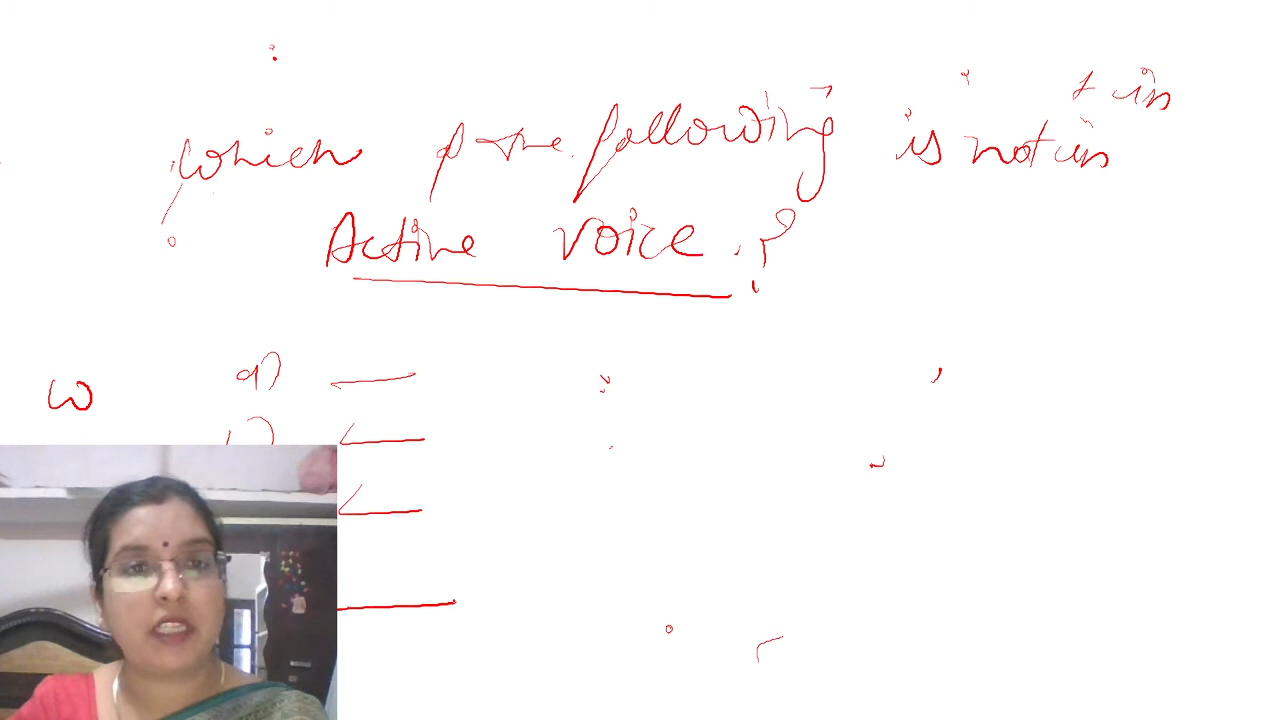 which of the following is not in
Active voice ?
a)